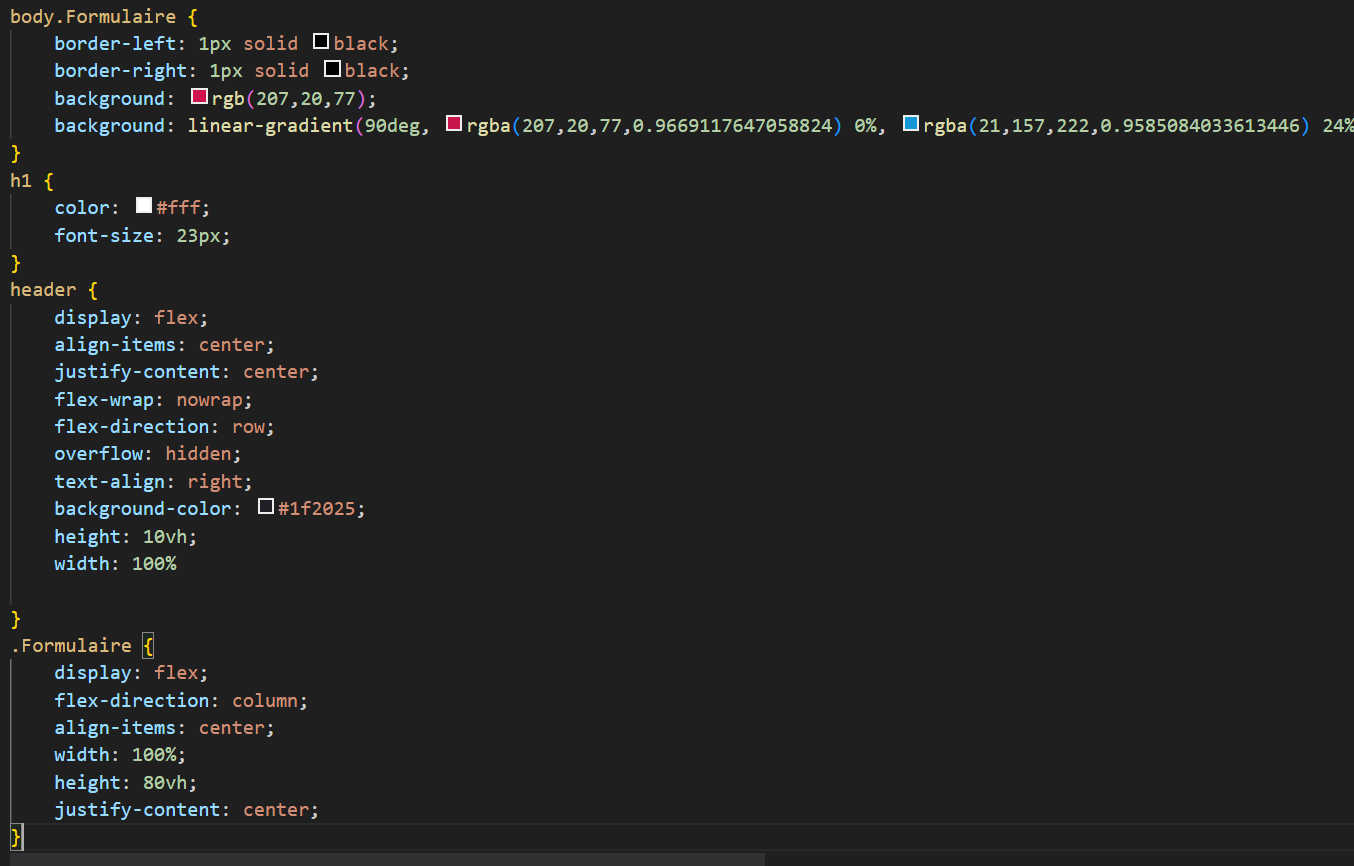 body.Formulaire {
    border-left: 1px solid black;
    border-right: 1px solid black;
    background: rgb(207,20,77);
    background: linear-gradient(90deg, rgba(207,20,77,0.9669117647058824) 0%, rgba(21,157,222,0.9585084033613446) 24%
}
h1 {
    color: #fff;
    font-size: 23px;
}
header {
    display: flex;
    align-items: center;
    justify-content: center;
    flex-wrap: nowrap;
    flex-direction: row;
    overflow: hidden;
    text-align: right;
    background-color: #1f2025;
    height: 10vh;
    width: 100%
}
.Formulaire {
    display: flex;
    flex-direction: column;
    align-items: center;
    width: 100%;
    height: 80vh;
    justify-content: center;
}